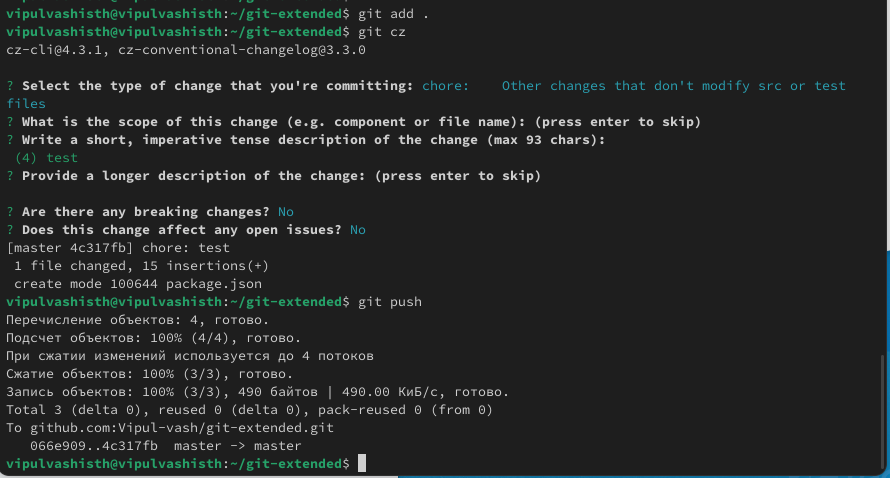 vipulvashisth@vipulvashisth:~/git-extended$ git add .
vipulvashisth@vipulvashisth:~/git-extended$ git cz
cz-cli@4.3.1, cz-conventional-changelog@3.3.0
? Select the type of change that you're committing: chore:    Other changes that don't modify src or test
files
? What is the scope of this change (e.g. component or file name): (press enter to skip)
? Write a short, imperative tense description of the change (max 93 chars):
 (4) test
? Provide a longer description of the change: (press enter to skip)
? Are there any breaking changes? No
? Does this change affect any open issues? No
[master 4c317fb] chore: test
 1 file changed, 15 insertions(+)
 create mode 100644 package.json
vipulvashisth@vipulvashisth:~/git-extended$ git push
Перечисление объектов: 4, готово.
Подсчет объектов: 100% (4/4), готово.
При сжатии изменений используется до 4 потоков
Сжатие объектов: 100% (3/3), готово.
Запись объектов: 100% (3/3), 490 байтов | 490.00 КиБ/с, готово.
Total 3 (delta 0), reused 0 (delta 0), pack-reused 0 (from 0)
To github.com:Vipul-vash/git-extended.git
   066e909..4c317fb  master -> master
vipulvashisth@vipulvashisth:~/git-extended$